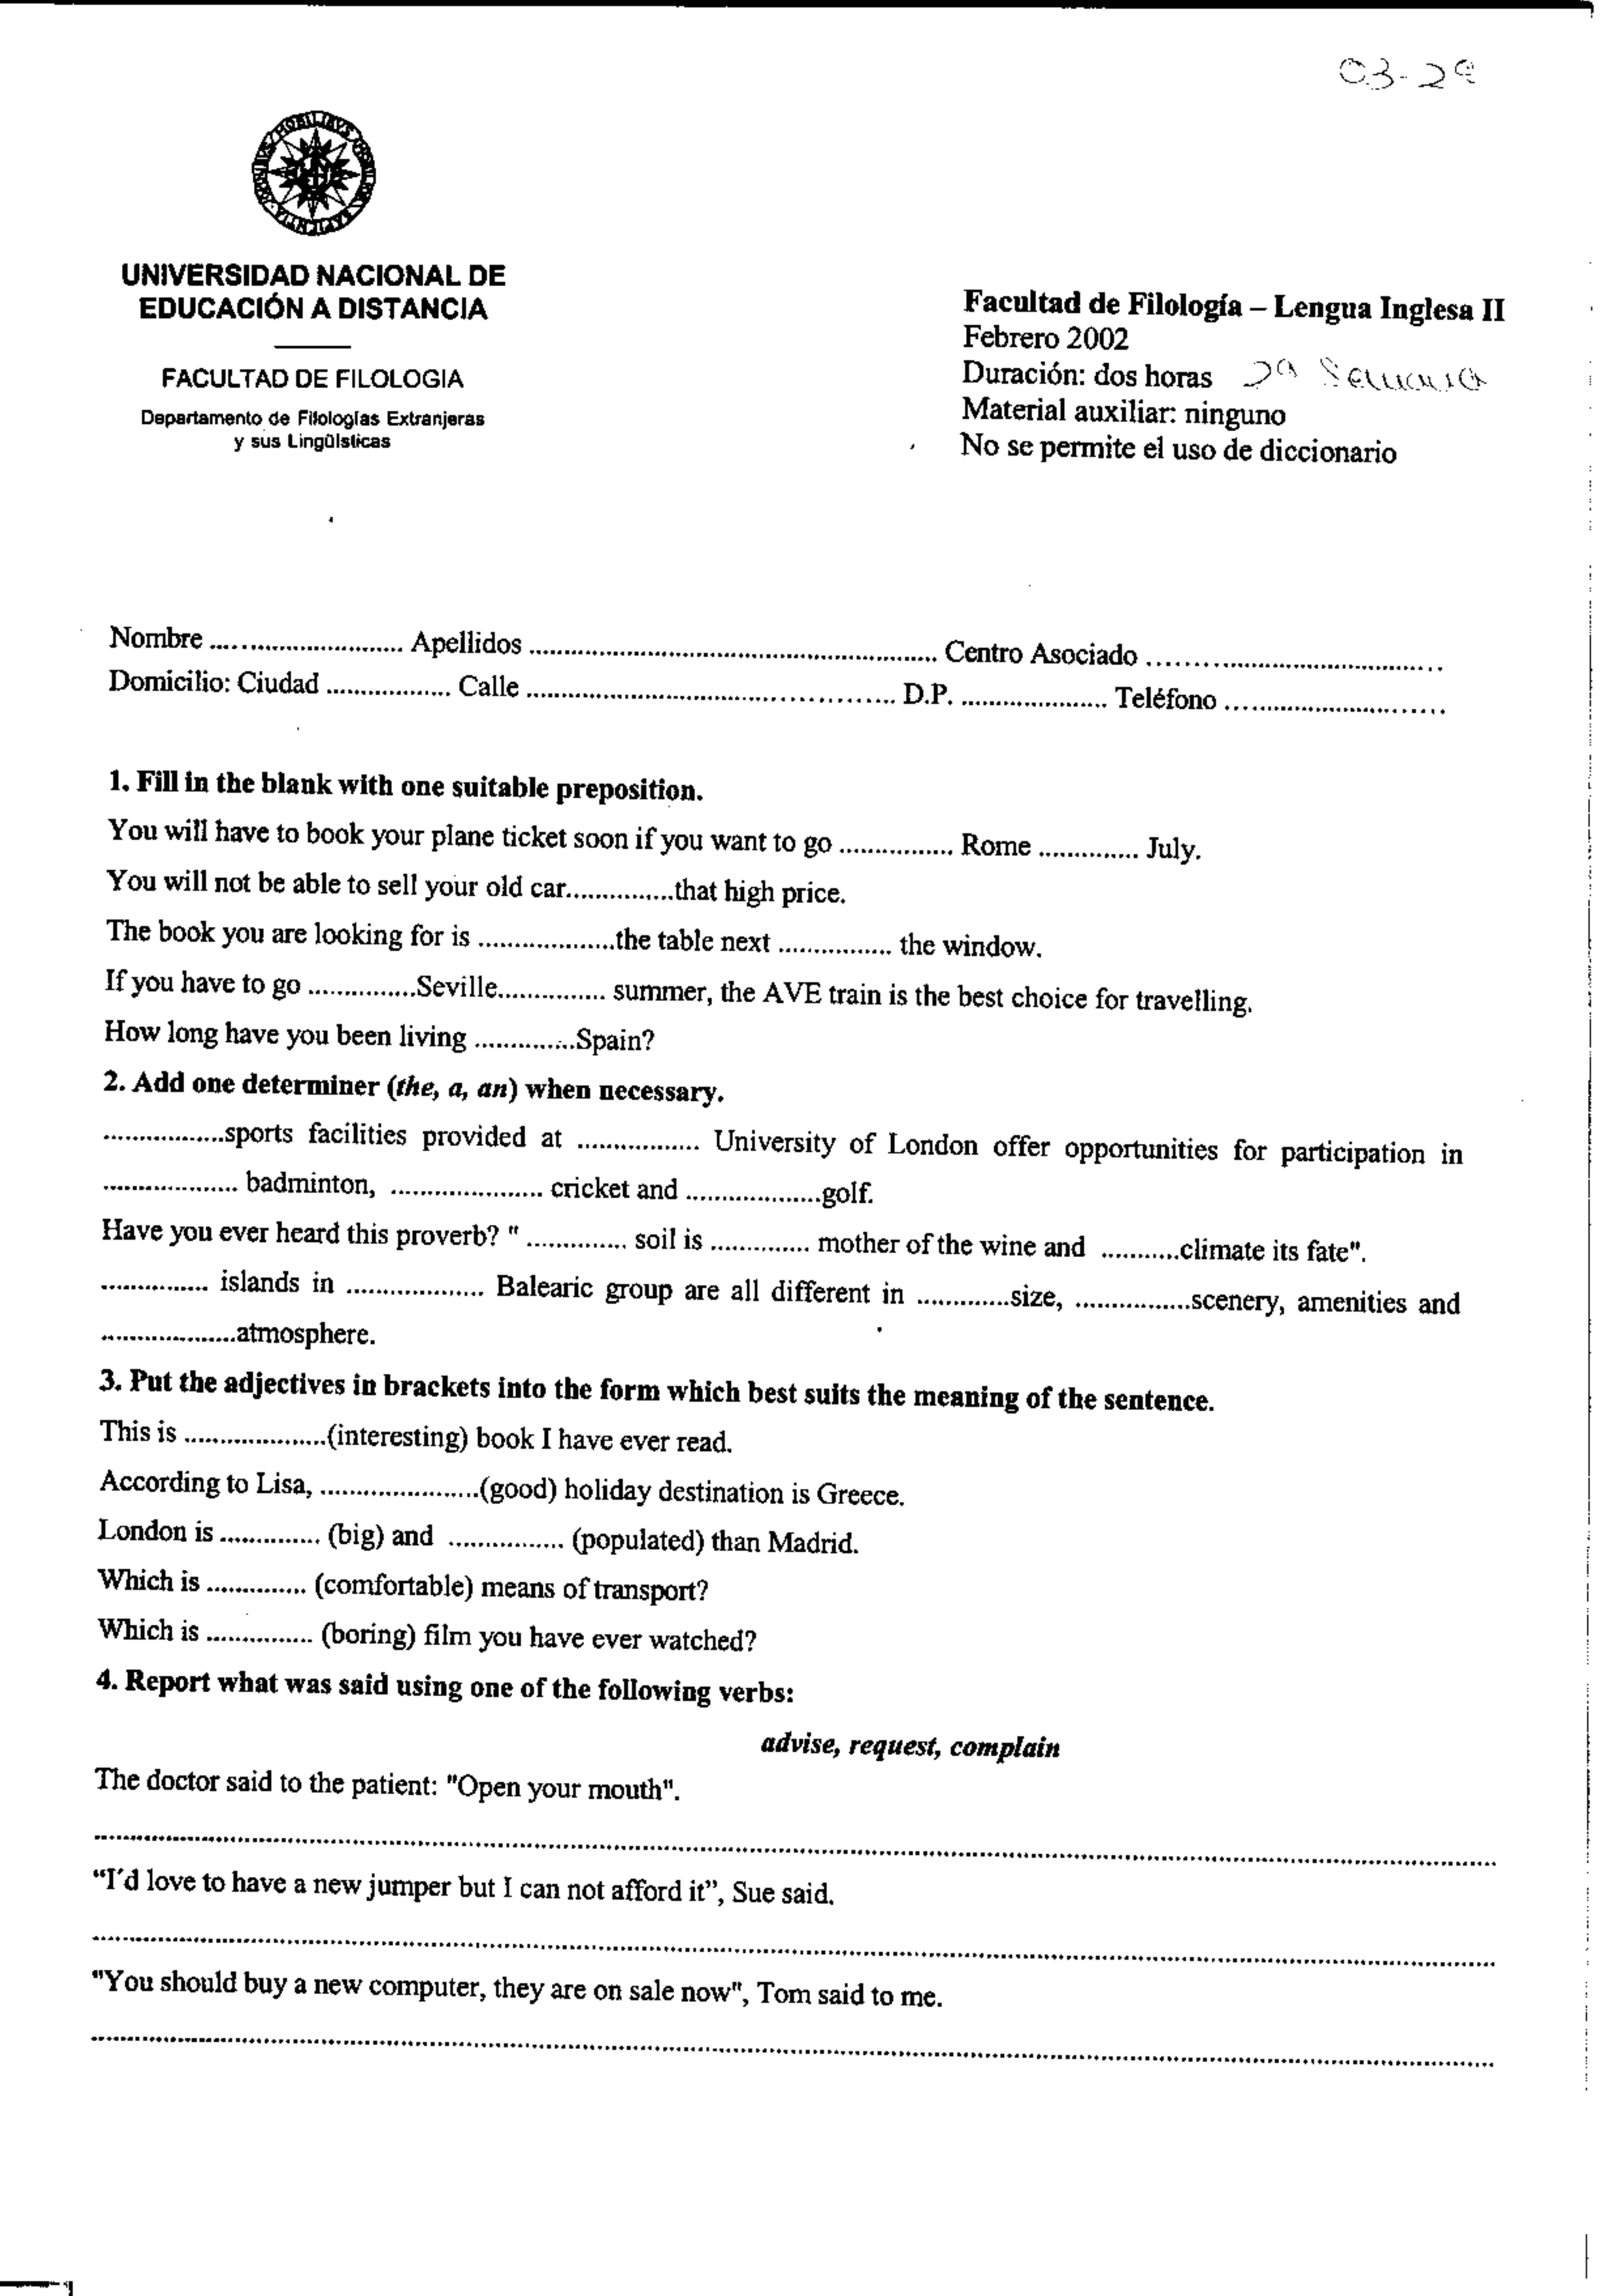 03-2ª
UNIVERSIDAD NACIONAL DE
EDUCACIÓN A DISTANCIA
FACULTAD DE FILOLOGIA
Departamento de Filologías Extranjeras
y sus Lingüísticas
Facultad de Filología – Lengua Inglesa II
Febrero 2002
Duración: dos horas 2ª Semana
Material auxiliar: ninguno
No se permite el uso de diccionario
Nombre .......................... Apellidos ........................................................ Centro Asociado .........................................
Domicilio: Ciudad ................. Calle .................................................. D.P. .................... Teléfono ..............................
1. Fill in the blank with one suitable preposition.
You will have to book your plane ticket soon if you want to go ................ Rome .............. July.
You will not be able to sell your old car...............that high price.
The book you are looking for is ...................the table next ................ the window.
If you have to go ...............Seville............... summer, the AVE train is the best choice for travelling.
How long have you been living ..............Spain?
2. Add one determiner (the, a, an) when necessary.
.................sports facilities provided at ................. University of London offer opportunities for participation in
................... badminton, ..................... cricket and ...................golf.
Have you ever heard this proverb? " .............. soil is .............. mother of the wine and ...........climate its fate".
............... islands in ................... Balearic group are all different in .............size, ................scenery, amenities and
...................atmosphere.
3. Put the adjectives in brackets into the form which best suits the meaning of the sentence.
This is ....................(interesting) book I have ever read.
According to Lisa, ......................(good) holiday destination is Greece.
London is .............. (big) and ................ (populated) than Madrid.
Which is .............. (comfortable) means of transport?
Which is ............... (boring) film you have ever watched?
4. Report what was said using one of the following verbs:
advise, request, complain
The doctor said to the patient: "Open your mouth".
................................................................................
“I´d love to have a new jumper but I can not afford it”, Sue said.
................................................................................
"You should buy a new computer, they are on sale now", Tom said to me.
................................................................................